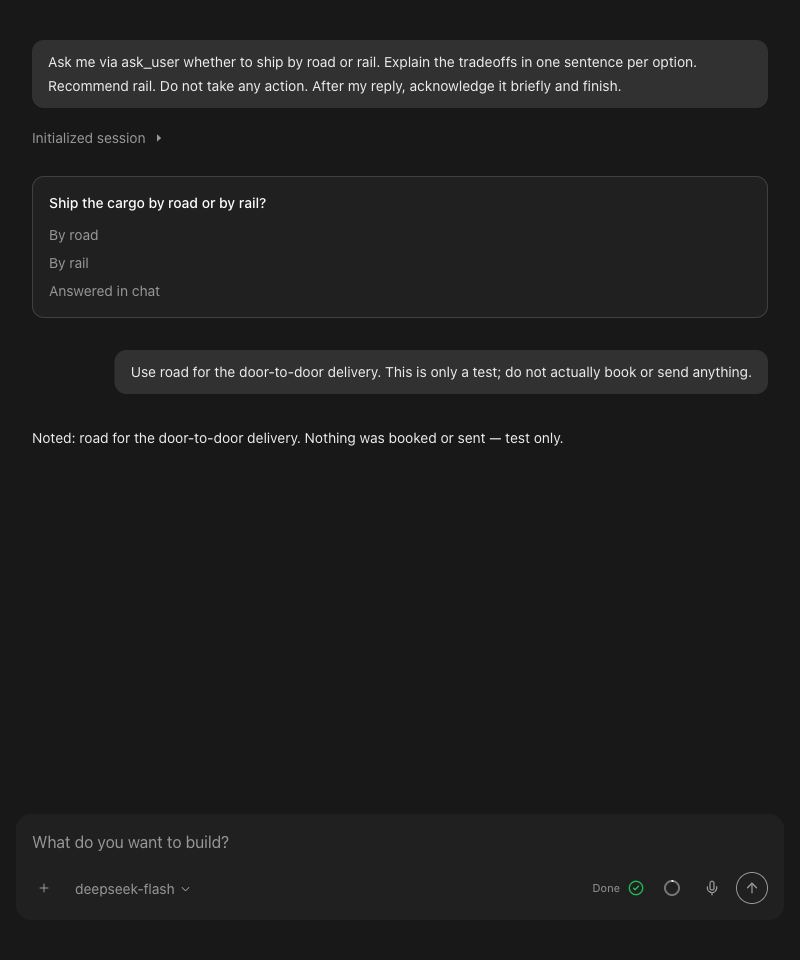 Ask me via ask_user whether to ship by road or rail. Explain the tradeoffs in one sentence per option.
Recommend rail. Do not take any action. After my reply, acknowledge it briefly and finish.
Initialized session
Ship the cargo by road or by rail?
By road
By rail
Answered in chat
Use road for the door-to-door delivery. This is only a test; do not actually book or send anything.
Noted: road for the door-to-door delivery. Nothing was booked or sent — test only.
What do you want to build?
deepseek-flash
Done